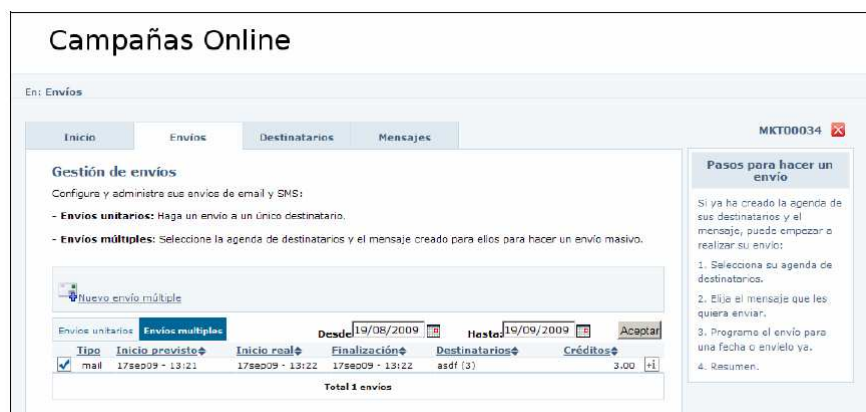 Campañas Online
En: Envíos
Inicio
Envíos
Destinatarios
Mensajes
MKT00034
Gestión de envíos
Configure y administre sus envíos de email y SMS:
- Envíos unitarios: Haga un envío a un único destinatario.
- Envíos múltiples: Seleccione la agenda de destinatarios y el mensaje creado para ellos para hacer un envío masivo.
Nuevo envío múltiple
Envíos unitarios Envíos multiples Desde 19/08/2009 Hasta: 19/09/2009 Aceptar
Tipo Inicio previsto Inicio real Finalización Destinatarios Créditos
mail 17sep09 - 13:21 17sep09 - 13:22 17sep09 - 13:22 asdf (3) 3.00 +i
Total 1 envíos
Pasos para hacer un
envío
Si ya ha creado la agenda de
sus destinatarios y el
mensaje, puede empezar a
realizar su envío:
1. Selecciona su agenda de
destinatarios.
2. Elija el mensaje que les
quiera enviar.
3. Programe el envío para
una fecha o envíelo ya.
4. Resumen.